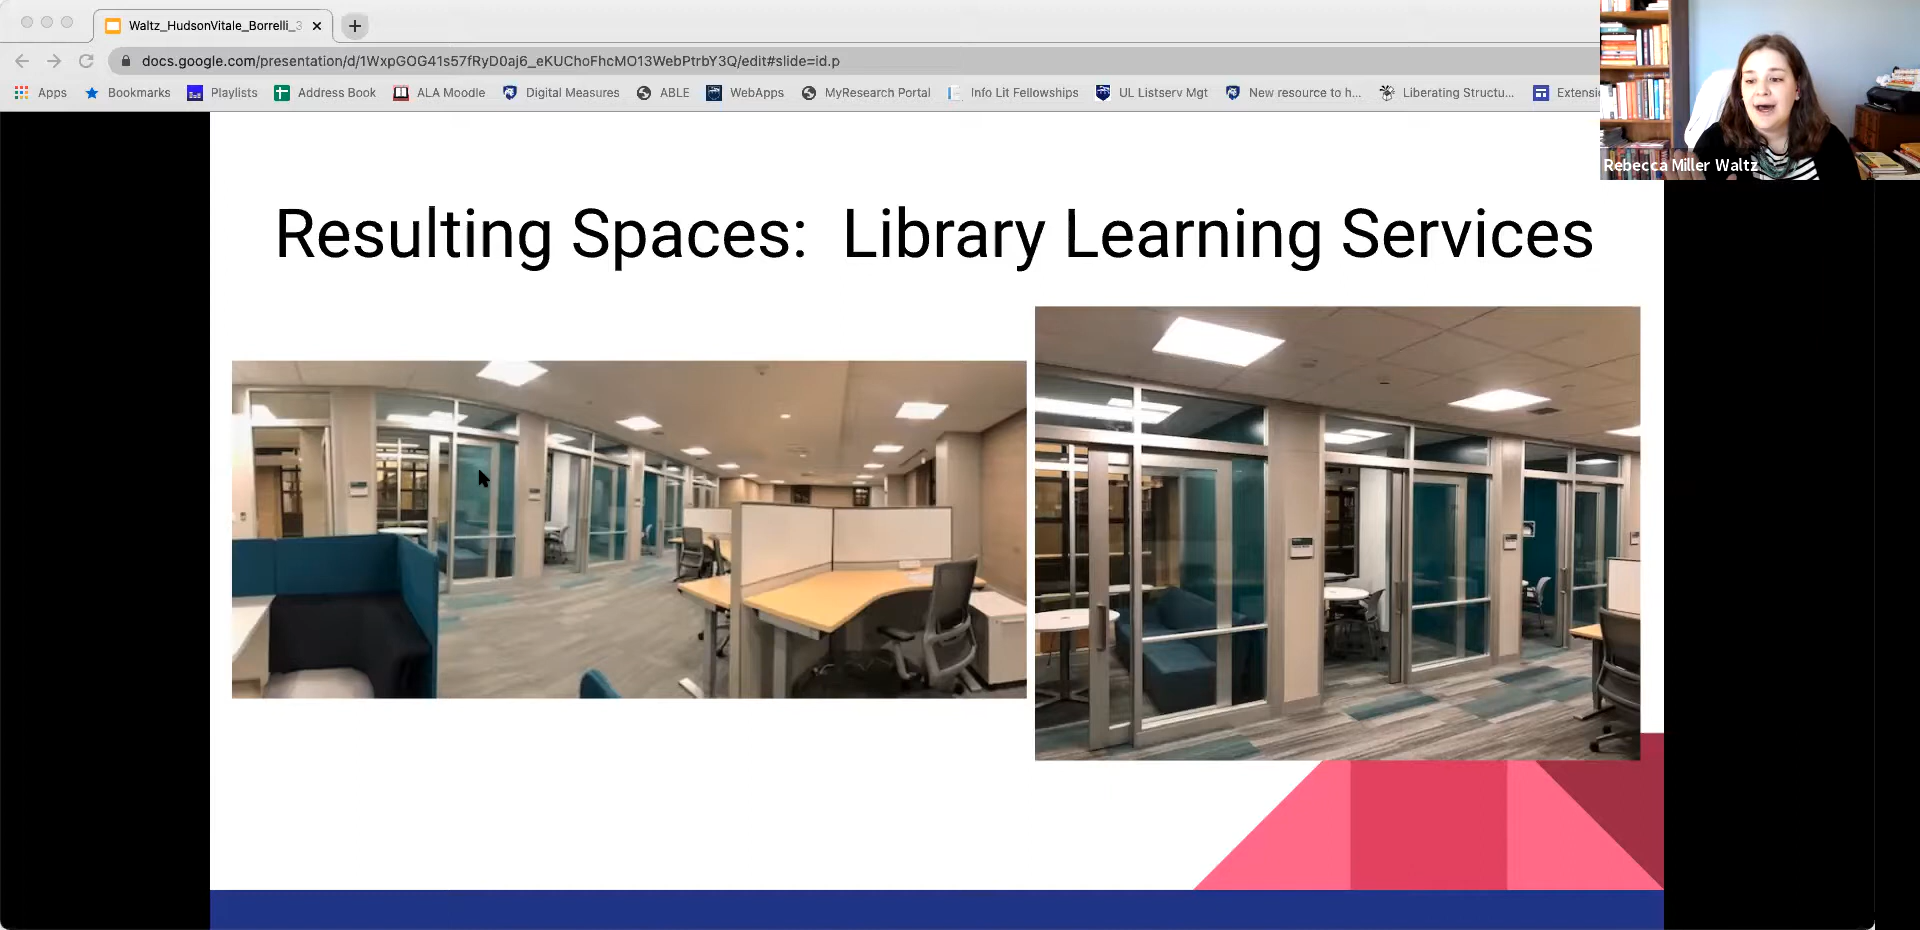 Waltz_HudsonVitale_Borrelli_3
docs.google.com/presentation/d/1WxpGOG41s57fRyD0aj6_eKUChoFhcMO13WebPtrbY3Q/edit#slide=id.p
Apps Bookmarks Playlists Address Book ALA Moodle Digital Measures ABLE WebApps MyResearch Portal Info Lit Fellowships UL Listserv Mgt New resource to h... Liberating Structu... Extensi
Rebecca Miller Waltz
Resulting Spaces: Library Learning Services